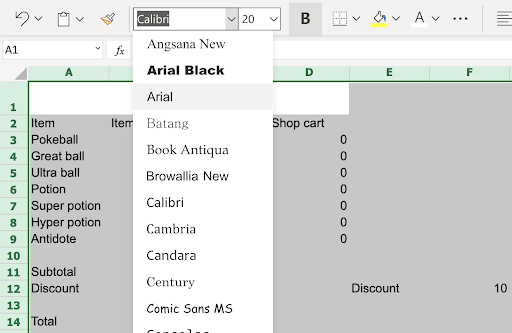 Calibri 20 B A
A1 fx
Angsana New
Arial Black
Arial
Batang
Book Antiqua
Browallia New
Calibri
Cambria
Candara
Century
Comic Sans MS
A D E F
1
2 Item Item Shop cart
3 Pokeball 0
4 Great ball 0
5 Ultra ball 0
6 Potion 0
7 Super potion 0
8 Hyper potion 0
9 Antidote 0
10
11 Subtotal
12 Discount Discount 10
13
14 Total